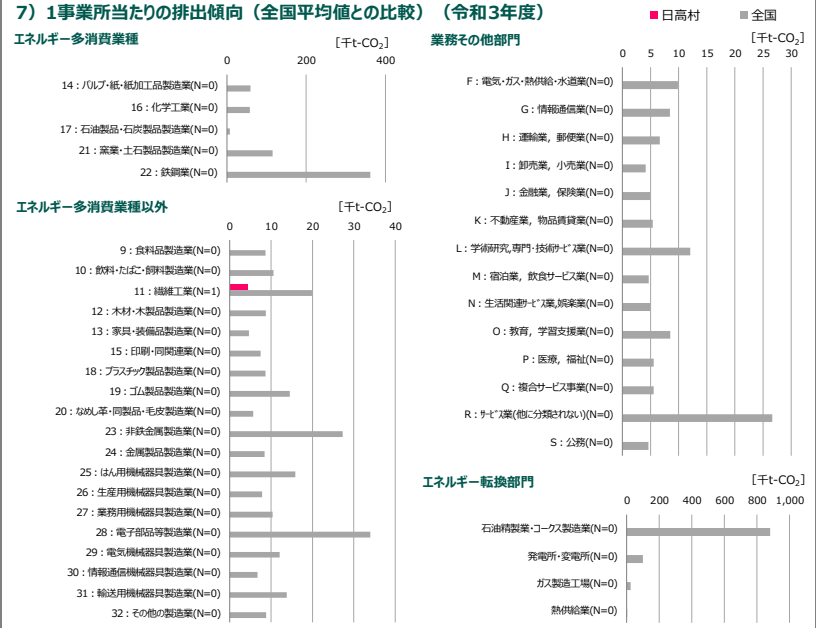 7）1事業所当たりの排出傾向（全国平均値との比較）（令和3年度）
日高村 全国
エネルギー多消費業種
［千t-CO2］
0 200 400
14：パルプ・紙・紙加工品製造業(N=0)
16：化学工業(N=0)
17：石油製品・石炭製品製造業(N=0)
21：窯業・土石製品製造業(N=0)
22：鉄鋼業(N=0)
エネルギー多消費業種以外
［千t-CO2］
0 10 20 30 40
9：食料品製造業(N=0)
10：飲料・たばこ・飼料製造業(N=0)
11：繊維工業(N=1)
12：木材・木製品製造業(N=0)
13：家具・装備品製造業(N=0)
15：印刷・同関連業(N=0)
18：プラスチック製品製造業(N=0)
19：ゴム製品製造業(N=0)
20：なめし革・同製品・毛皮製造業(N=0)
23：非鉄金属製造業(N=0)
24：金属製品製造業(N=0)
25：はん用機械器具製造業(N=0)
26：生産用機械器具製造業(N=0)
27：業務用機械器具製造業(N=0)
28：電子部品等製造業(N=0)
29：電気機械器具製造業(N=0)
30：情報通信機械器具製造業(N=0)
31：輸送用機械器具製造業(N=0)
32：その他の製造業(N=0)
業務その他部門
［千t-CO2］
0 5 10 15 20 25 30
F：電気・ガス・熱供給・水道業(N=0)
G：情報通信業(N=0)
H：運輸業，郵便業(N=0)
I：卸売業，小売業(N=0)
J：金融業，保険業(N=0)
K：不動産業，物品賃貸業(N=0)
L：学術研究,専門・技術ｻｰﾋﾞｽ業(N=0)
M：宿泊業，飲食サービス業(N=0)
N：生活関連ｻｰﾋﾞｽ業,娯楽業(N=0)
O：教育，学習支援業(N=0)
P：医療，福祉(N=0)
Q：複合サービス事業(N=0)
R：ｻｰﾋﾞｽ業(他に分類されない)(N=0)
S：公務(N=0)
エネルギー転換部門
［千t-CO2］
0 200 400 600 800 1,000
石油精製業・コークス製造業(N=0)
発電所・変電所(N=0)
ガス製造工場(N=0)
熱供給業(N=0)